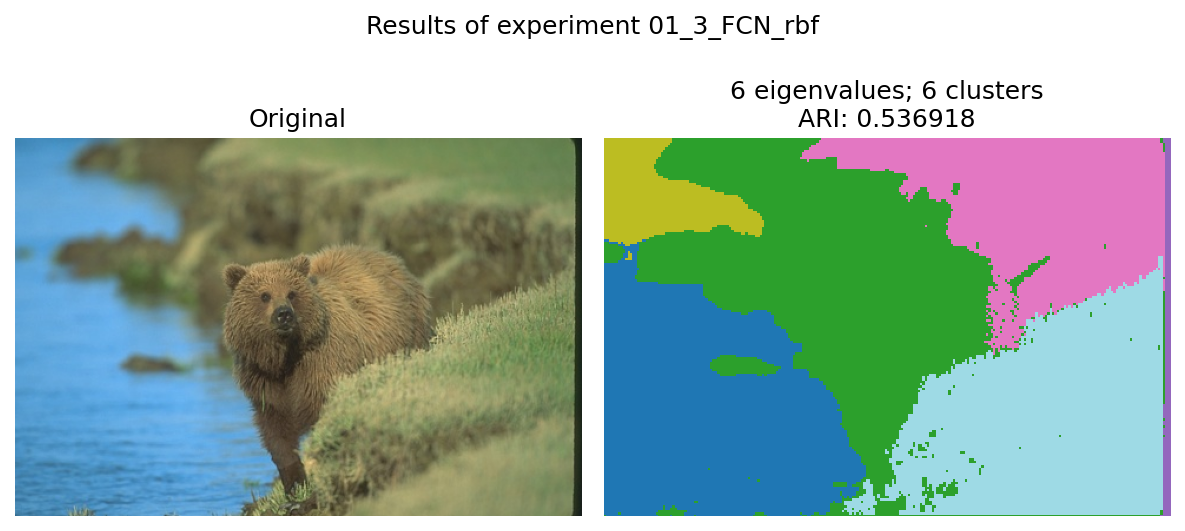 Results of experiment 01_3_FCN_rbf
Original
6 eigenvalues; 6 clusters
ARI: 0.536918